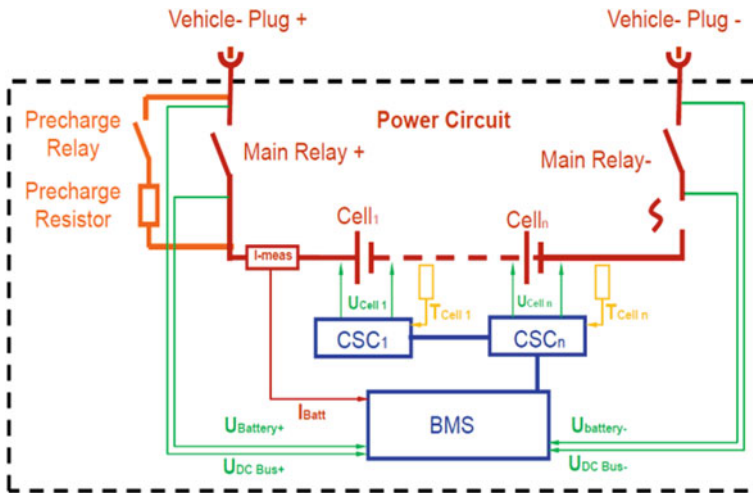 Vehicle- Plug +
Vehicle- Plug -
Precharge
Relay
Power Circuit
Main Relay +
Main Relay-
Precharge
Resistor
Cell1
Celln
I-meas
UCell 1
TCell 1
UCell n
TCell n
CSC1
CSCn
IBatt
BMS
UBattery+
Ubattery-
UDC Bus+
UDC Bus-